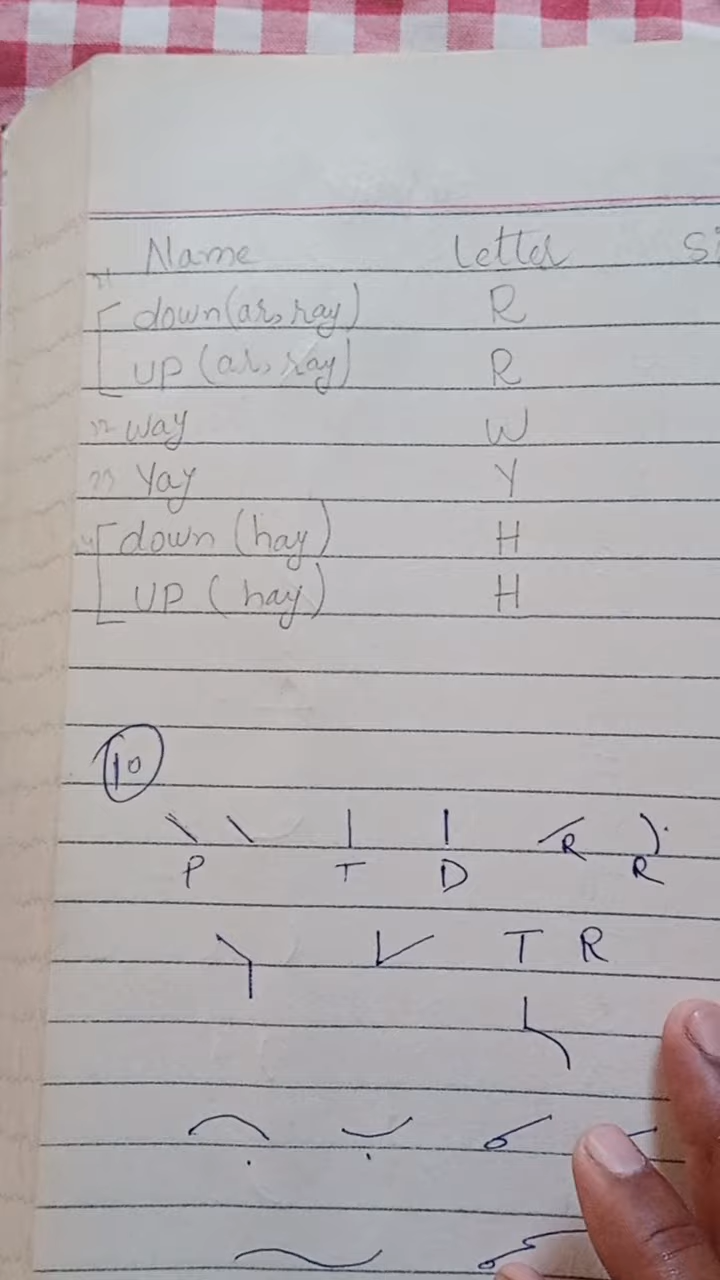 Name Letter
down (ar, ray) R
up (ar, ray) R
Way W
Yay Y
down (hay) H
up (hay) H
10
R
P T D R
T R